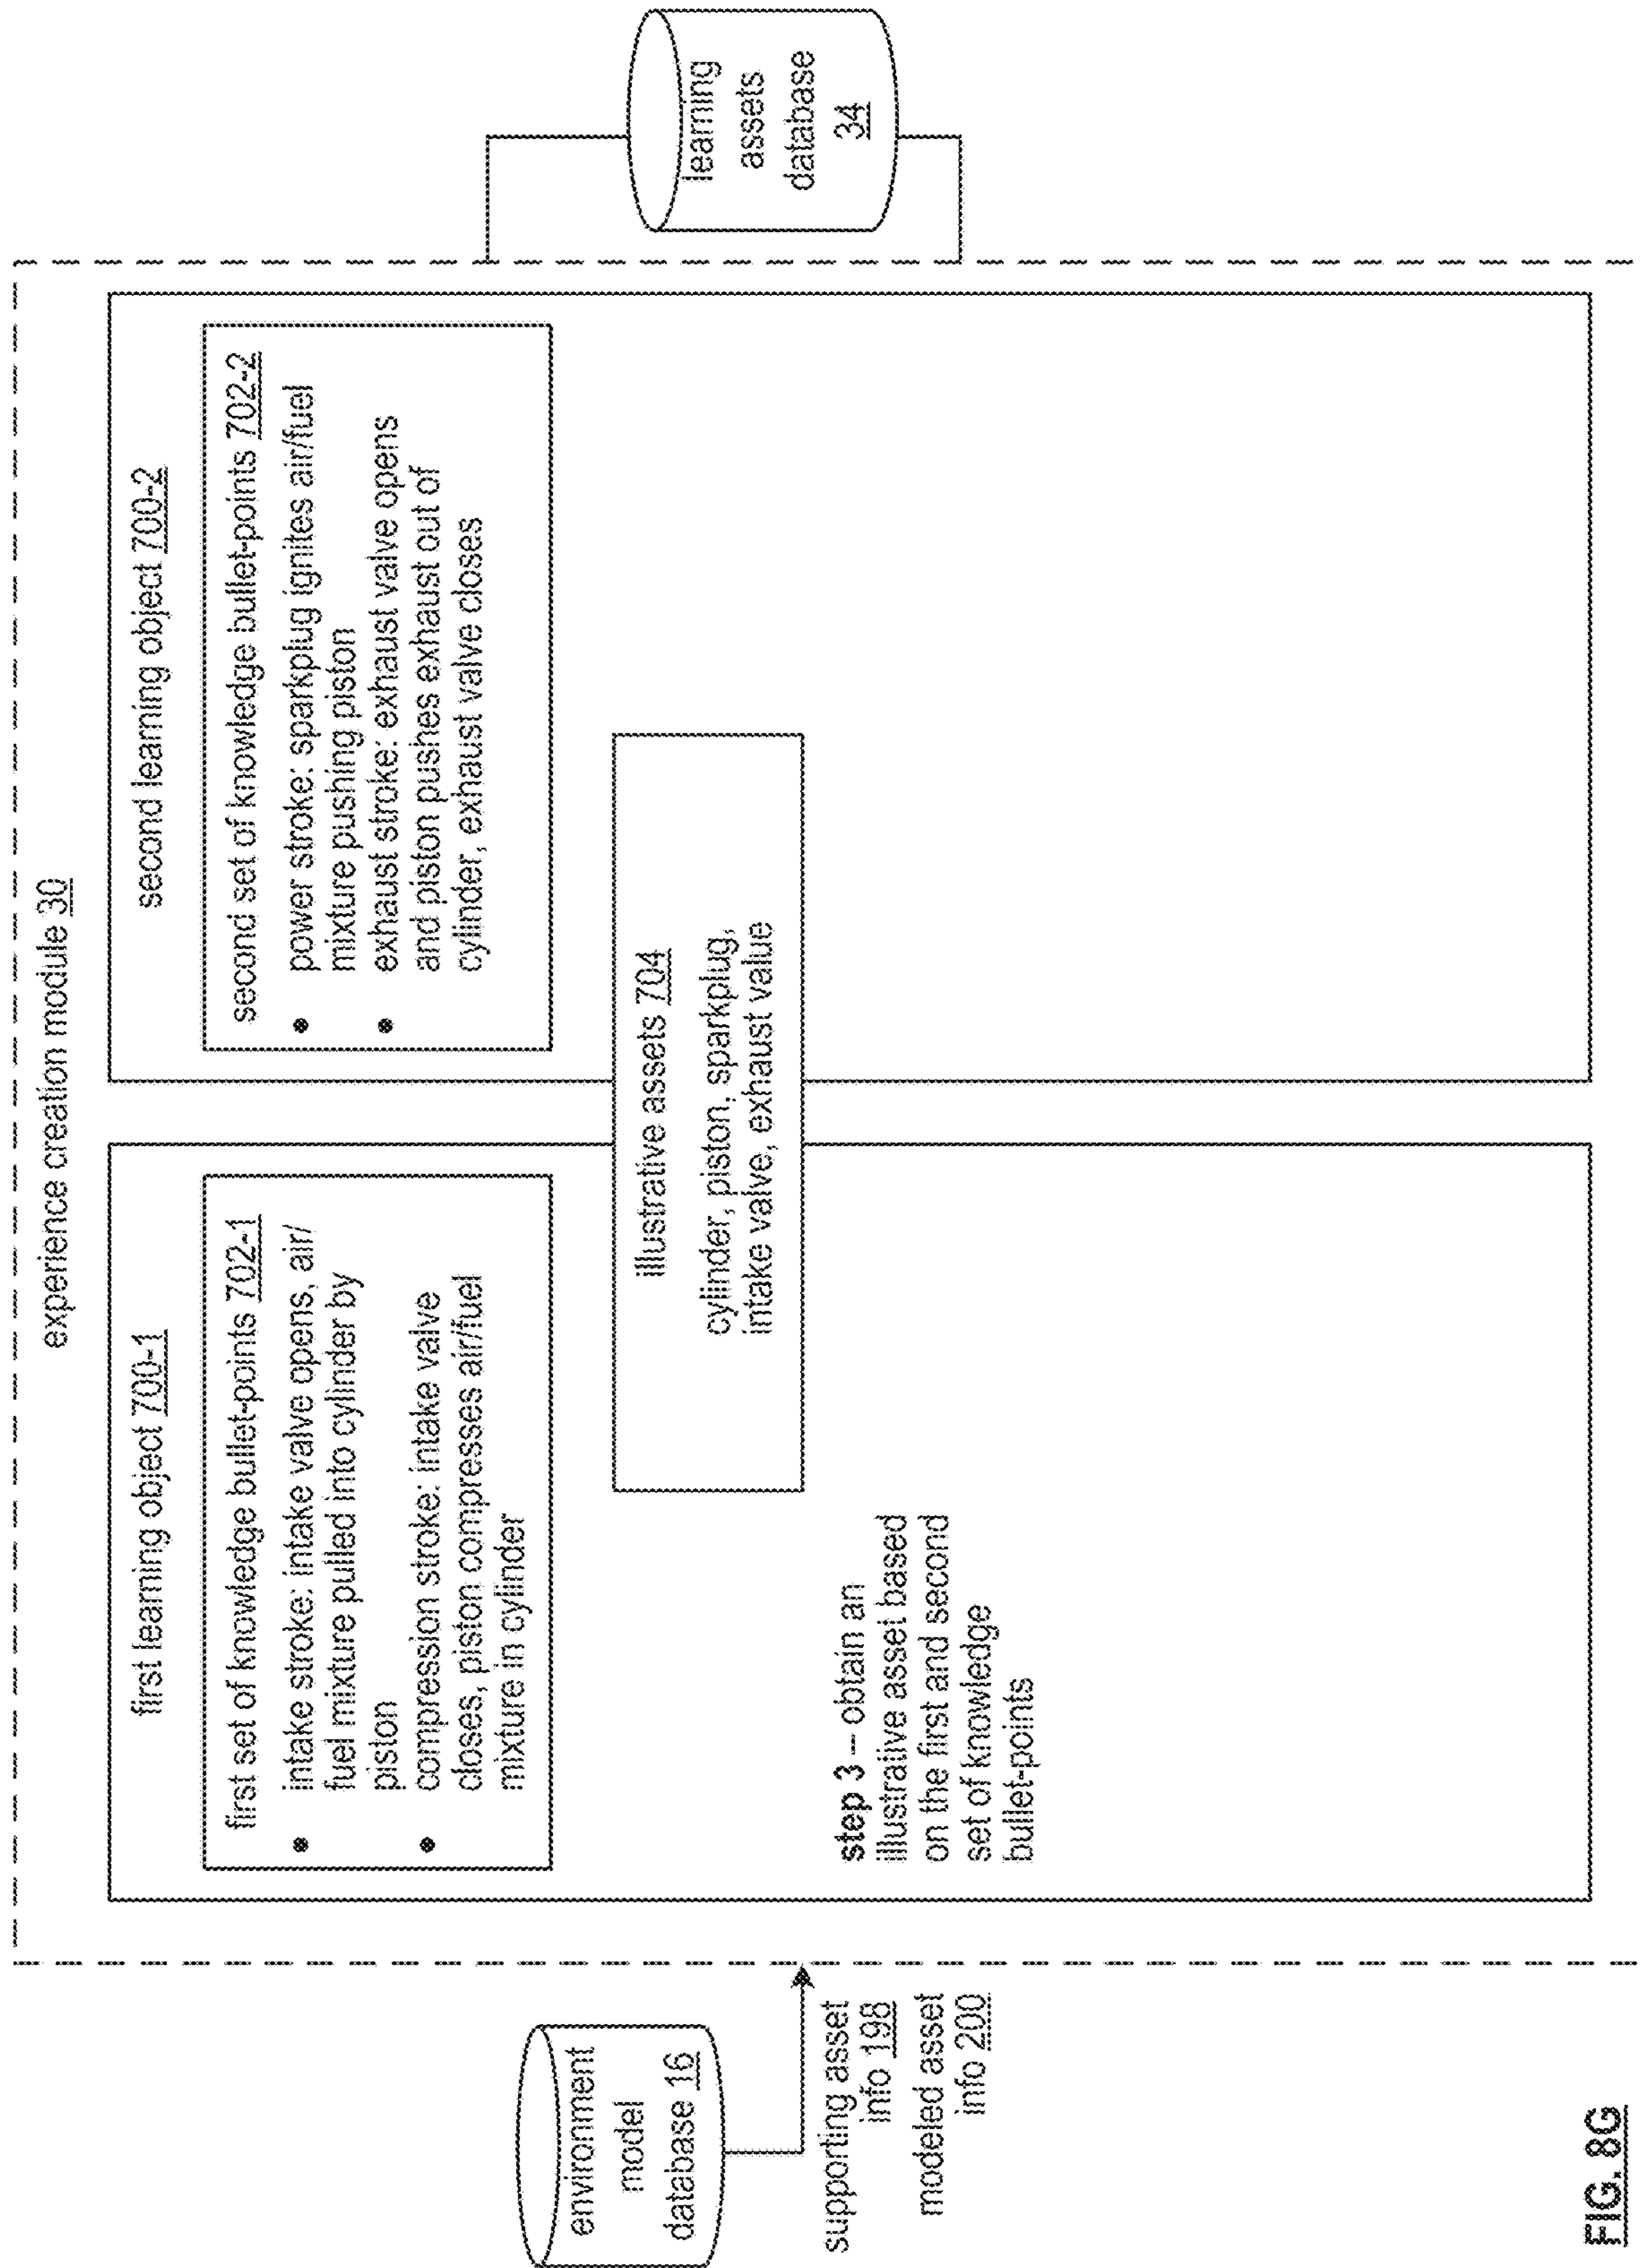 experience creation module 30
first learning object 700-1
first set of knowledge bullet-points 702-1
• intake stroke: intake valve opens, air/
fuel mixture pulled into cylinder by
piston
• compression stroke: intake valve
closes, piston compresses air/fuel
mixture in cylinder
second learning object 700-2
second set of knowledge bullet-points 702-2
• power stroke: sparkplug ignites air/fuel
mixture pushing piston
• exhaust stroke: exhaust valve opens
and piston pushes exhaust out of
cylinder, exhaust valve closes
illustrative assets 704
cylinder, piston, sparkplug,
intake valve, exhaust value
step 3 – obtain an
illustrative asset based
on the first and second
set of knowledge
bullet-points
environment
model
database 16
supporting asset
info 198
modeled asset
info 200
learning
assets
database
34
FIG. 8G